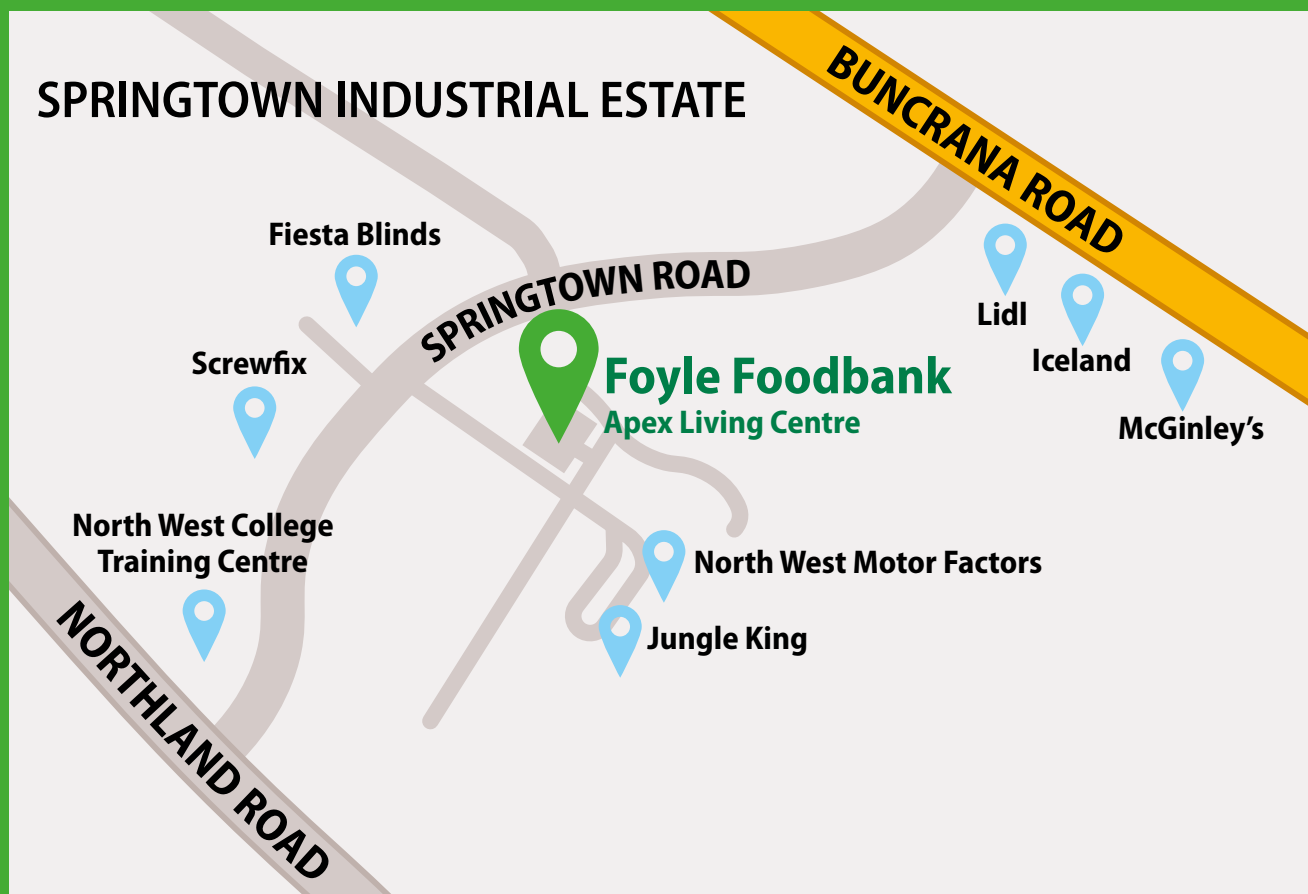 SPRINGTOWN INDUSTRIAL ESTATE
BUNCRANA ROAD
Fiesta Blinds
SPRINGTOWN ROAD
Lidl
Iceland
Screwfix
Foyle Foodbank
Apex Living Centre
McGinley’s
North West College
Training Centre
North West Motor Factors
Jungle King
NORTHLAND ROAD